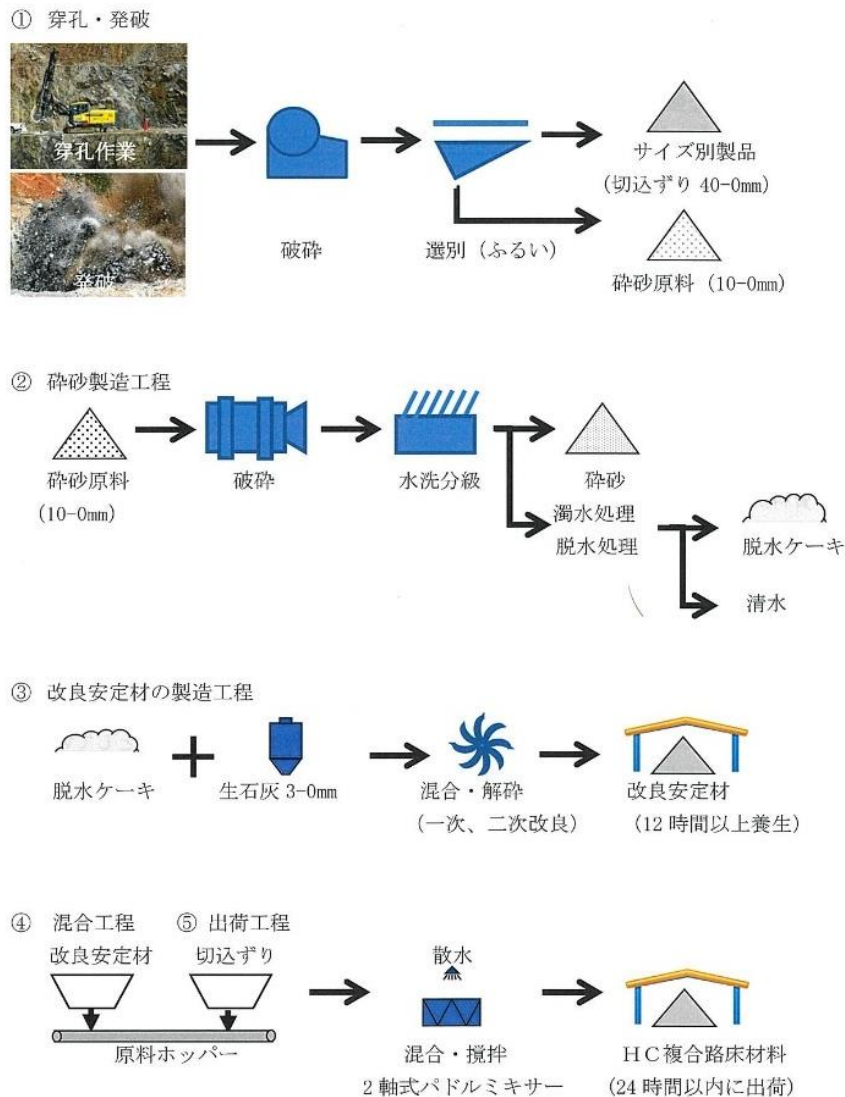 ① 穿孔・発破
穿孔作業
発破
破砕
選別（ふるい）
サイズ別製品
（切込ずり 40-0mm）
砕砂原料（10-0mm）
② 砕砂製造工程
砕砂原料
（10-0mm）
破砕
水洗分級
砕砂
濁水処理
脱水処理
脱水ケーキ
清水
③ 改良安定材の製造工程
脱水ケーキ
生石灰 3-0mm
混合・解砕
（一次、二次改良）
改良安定材
（12 時間以上養生）
④ 混合工程
⑤ 出荷工程
改良安定材
切込ずり
原料ホッパー
散水
混合・撹拌
2 軸式パドルミキサー
ＨＣ複合路床材料
（24 時間以内に出荷）